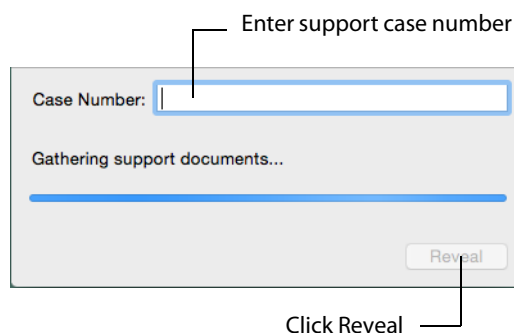 Enter support case number
Case Number:
Gathering support documents...
Reveal
Click Reveal